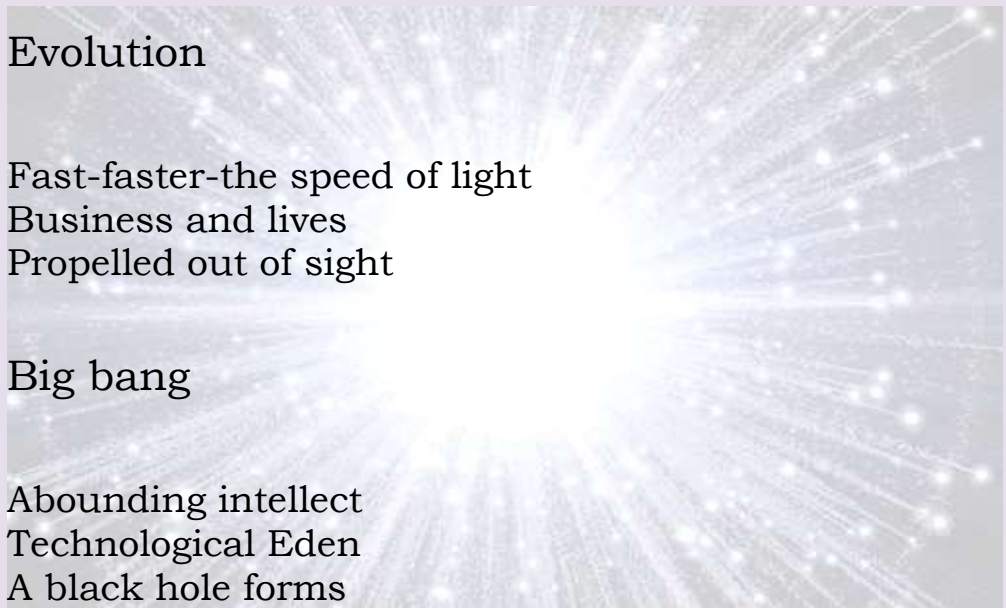 Evolution
Fast-faster-the speed of light
Business and lives
Propelled out of sight
Big bang
Abounding intellect
Technological Eden
A black hole forms